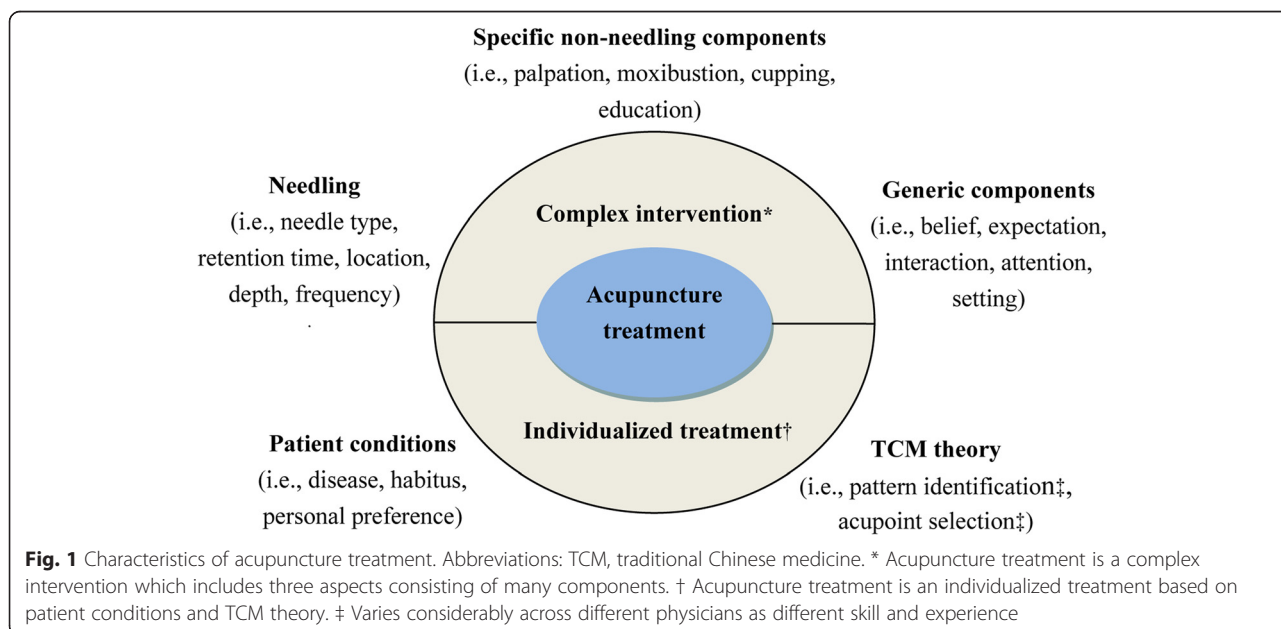 Specific non-needling components
(i.e., palpation, moxibustion, cupping,
education)
Needling
(i.e., needle type,
retention time, location,
depth, frequency)
.
Complex intervention*
Generic components
(i.e., belief, expectation,
interaction, attention,
setting)
Acupuncture
treatment
Individualized treatment†
Patient conditions
(i.e., disease, habitus,
personal preference)
TCM theory
(i.e., pattern identification‡,
acupoint selection‡)
Fig. 1 Characteristics of acupuncture treatment. Abbreviations: TCM, traditional Chinese medicine. * Acupuncture treatment is a complex
intervention which includes three aspects consisting of many components. † Acupuncture treatment is an individualized treatment based on
patient conditions and TCM theory. ‡ Varies considerably across different physicians as different skill and experience